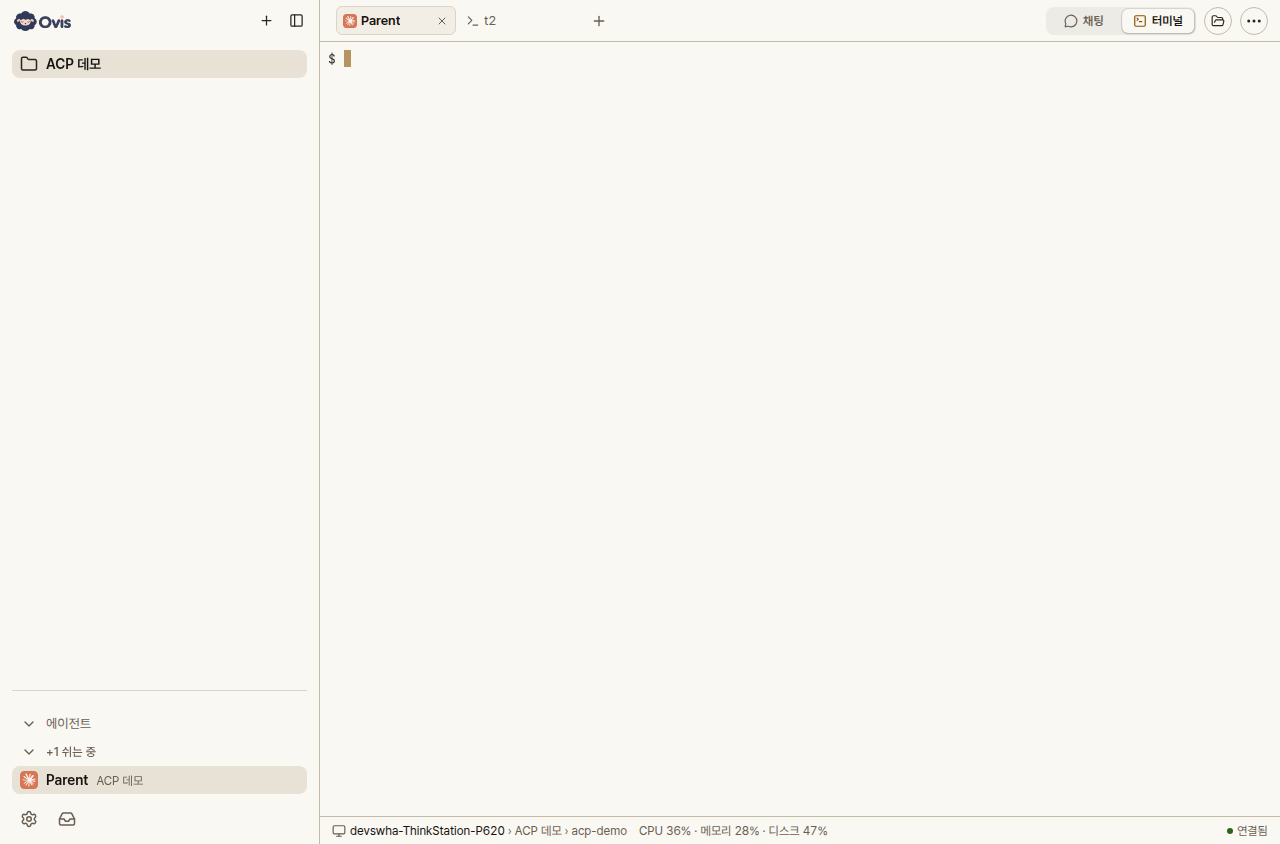 Ovis
Parent
t2
채팅
터미널
ACP 데모
$
에이전트
+1 쉬는 중
Parent ACP 데모
devswha-ThinkStation-P620 › ACP 데모 › acp-demo CPU 36% · 메모리 28% · 디스크 47%
연결됨